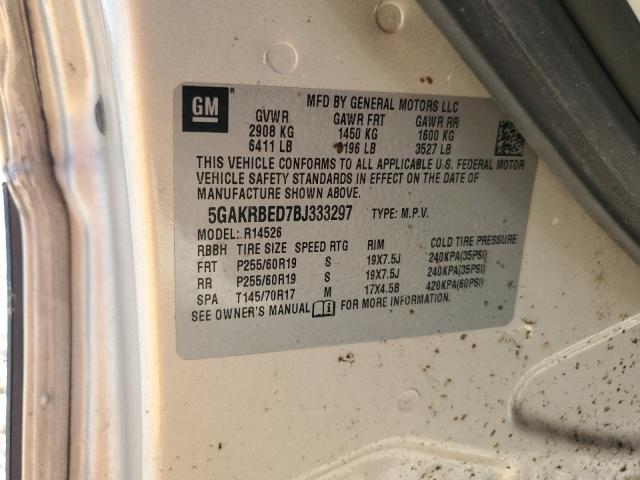 GM
MFD BY GENERAL MOTORS LLC
GVWR GAWR FRT GAWR RR
2908 KG 1450 KG 1600 KG
6411 LB 3196 LB 3527 LB
THIS VEHICLE CONFORMS TO ALL APPLICABLE U.S. FEDERAL MOTOR
VEHICLE SAFETY STANDARDS IN EFFECT ON THE DATE OF
MANUFACTURE SHOWN ABOVE.
5GAKRBED7BJ333297 TYPE: M.P.V.
MODEL: R14526
RBBH TIRE SIZE SPEED RTG RIM COLD TIRE PRESSURE
FRT P255/60R19 S 19X7.5J 240KPA(35PSI)
RR P255/60R19 S 19X7.5J 240KPA(35PSI)
SPA T145/70R17 M 17X4.5B 420KPA(60PSI)
SEE OWNER'S MANUAL FOR MORE INFORMATION.